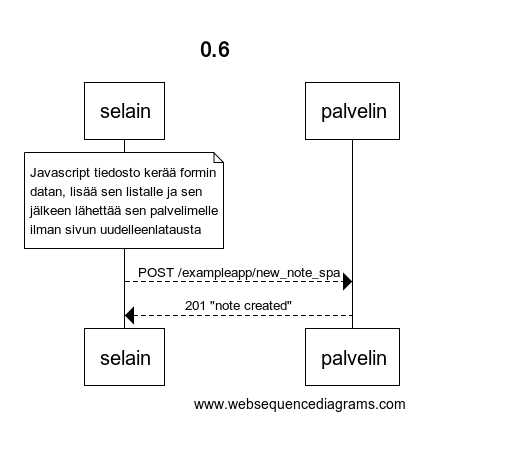 0.6
selain
palvelin
Javascript tiedosto kerää formin
datan, lisää sen listalle ja sen
jälkeen lähettää sen palvelimelle
ilman sivun uudelleenlatausta
POST /exampleapp/new_note_spa
201 "note created"
selain
palvelin
www.websequencediagrams.com